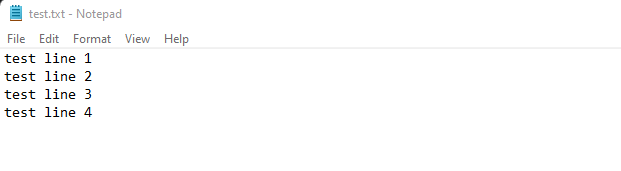 test.txt - Notepad
File Edit Format View Help
test line 1
test line 2
test line 3
test line 4